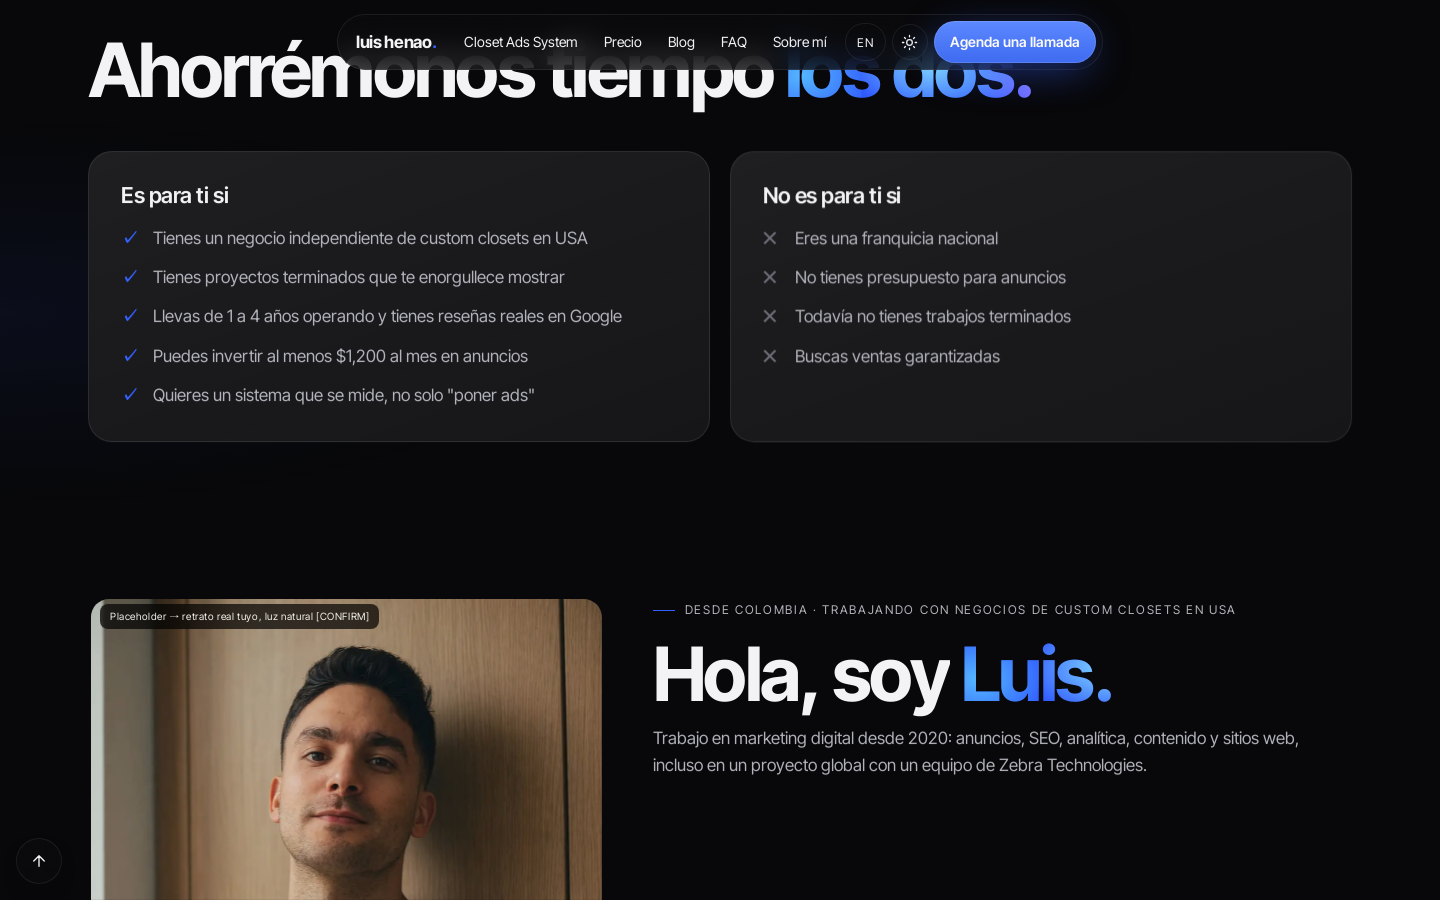 luis henao.
Closet Ads System
Precio
Blog
FAQ
Sobre mí
EN
Agenda una llamada
Ahorrémonos tiempo los dos.
Es para ti si
✓ Tienes un negocio independiente de custom closets en USA
✓ Tienes proyectos terminados que te enorgullece mostrar
✓ Llevas de 1 a 4 años operando y tienes reseñas reales en Google
✓ Puedes invertir al menos $1,200 al mes en anuncios
✓ Quieres un sistema que se mide, no solo "poner ads"
No es para ti si
✕ Eres una franquicia nacional
✕ No tienes presupuesto para anuncios
✕ Todavía no tienes trabajos terminados
✕ Buscas ventas garantizadas
Placeholder → retrato real tuyo, luz natural [CONFIRM]
DESDE COLOMBIA · TRABAJANDO CON NEGOCIOS DE CUSTOM CLOSETS EN USA
Hola, soy Luis.
Trabajo en marketing digital desde 2020: anuncios, SEO, analítica, contenido y sitios web,
incluso en un proyecto global con un equipo de Zebra Technologies.